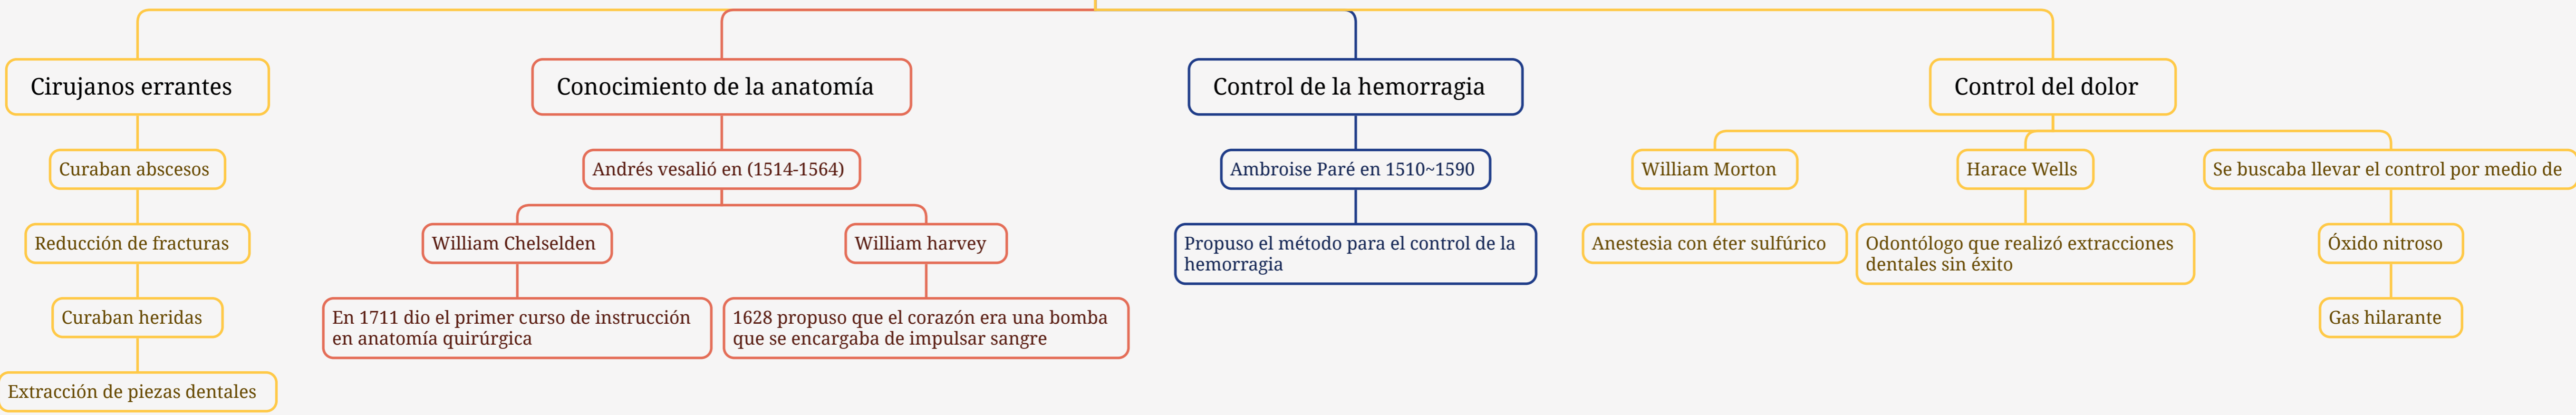 Cirujanos errantes
Curaban abscesos
Reducción de fracturas
Curaban heridas
Extracción de piezas dentales
Conocimiento de la anatomía
Andrés vesalió en (1514-1564)
William Chelselden
En 1711 dio el primer curso de instrucción
en anatomía quirúrgica
William harvey
1628 propuso que el corazón era una bomba
que se encargaba de impulsar sangre
Control de la hemorragia
Ambroise Paré en 1510~1590
Propuso el método para el control de la
hemorragia
Control del dolor
William Morton
Anestesia con éter sulfúrico
Harace Wells
Odontólogo que realizó extracciones
dentales sin éxito
Se buscaba llevar el control por medio de
Óxido nitroso
Gas hilarante